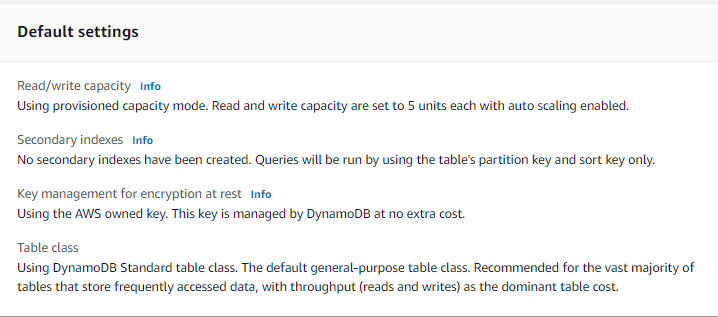 Default settings
Read/write capacity Info
Using provisioned capacity mode. Read and write capacity are set to 5 units each with auto scaling enabled.
Secondary indexes Info
No secondary indexes have been created. Queries will be run by using the table's partition key and sort key only.
Key management for encryption at rest Info
Using the AWS owned key. This key is managed by DynamoDB at no extra cost.
Table class
Using DynamoDB Standard table class. The default general-purpose table class. Recommended for the vast majority of
tables that store frequently accessed data, with throughput (reads and writes) as the dominant table cost.